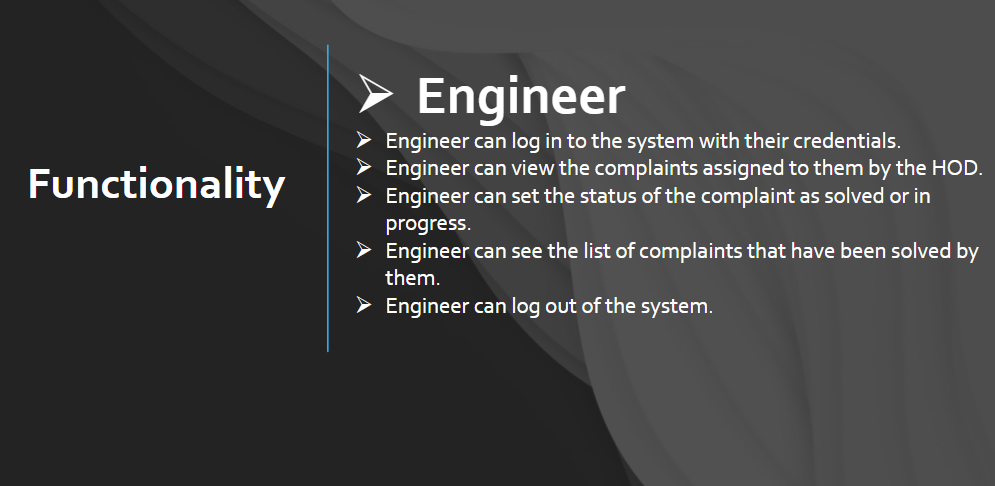 Functionality
➢ Engineer
➢ Engineer can log in to the system with their credentials.
➢ Engineer can view the complaints assigned to them by the HOD.
➢ Engineer can set the status of the complaint as solved or in
progress.
➢ Engineer can see the list of complaints that have been solved by
them.
➢ Engineer can log out of the system.